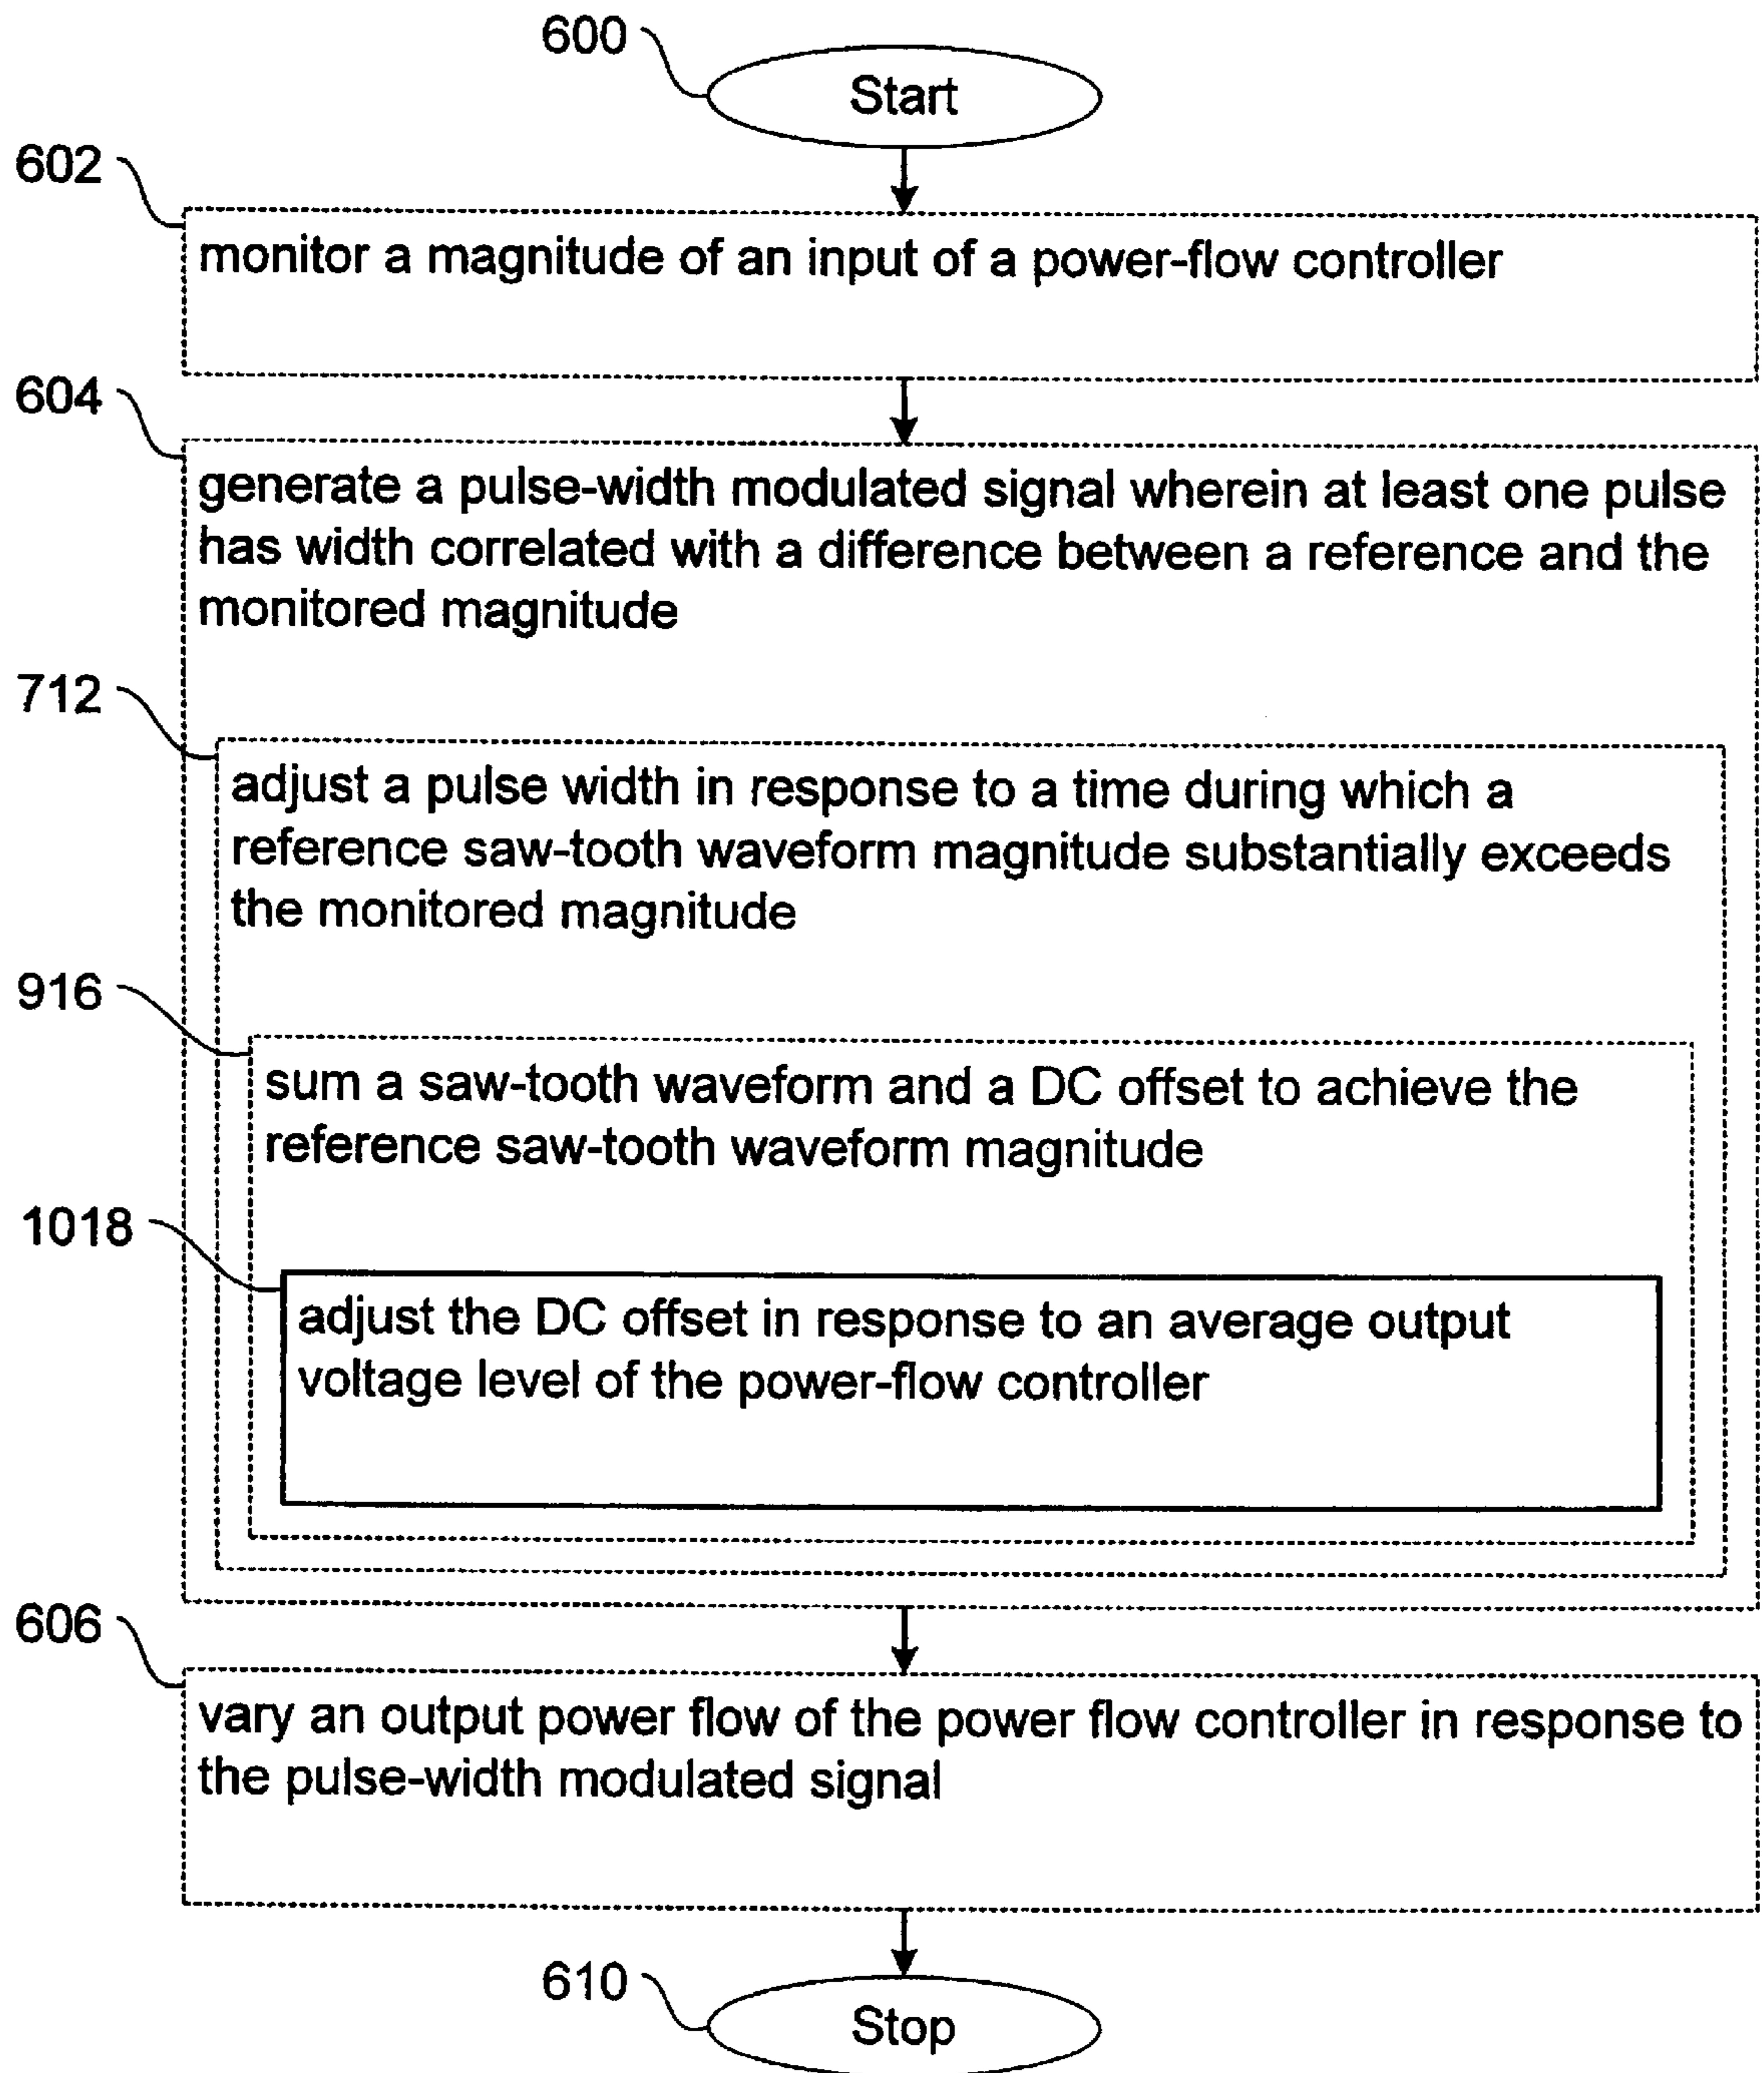 600
Start
602
monitor a magnitude of an input of a power-flow controller
604
generate a pulse-width modulated signal wherein at least one pulse
has width correlated with a difference between a reference and the
monitored magnitude
712
adjust a pulse width in response to a time during which a
reference saw-tooth waveform magnitude substantially exceeds
the monitored magnitude
916
sum a saw-tooth waveform and a DC offset to achieve the
reference saw-tooth waveform magnitude
1018
adjust the DC offset in response to an average output
voltage level of the power-flow controller
606
vary an output power flow of the power flow controller in response to
the pulse-width modulated signal
610
Stop